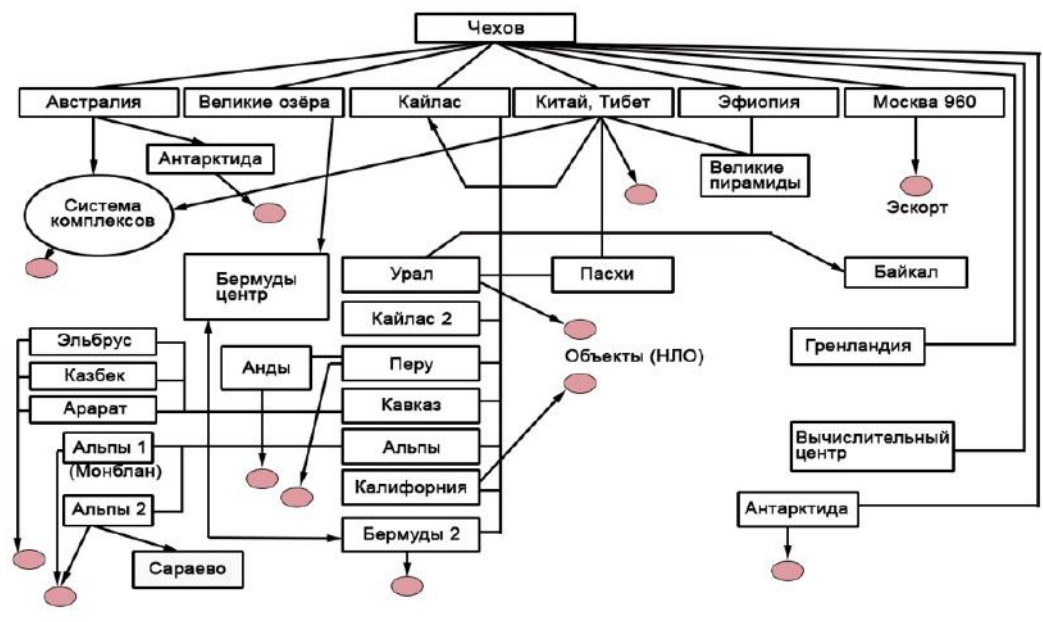 Чехов
Австралия
Великие озёра
Кайлас
Китай, Тибет
Эфиопия
Москва 960
Антарктида
Великие
пирамиды
Система
комплексов
Эскорт
Бермуды
центр
Урал
Пасхи
Байкал
Кайлас 2
Эльбрус
Объекты (НЛО)
Гренландия
Анды
Перу
Казбек
Арарат
Кавказ
Альпы 1
(Монблан)
Альпы
Вычислительный
центр
Калифорния
Альпы 2
Антарктида
Бермуды 2
Сараево